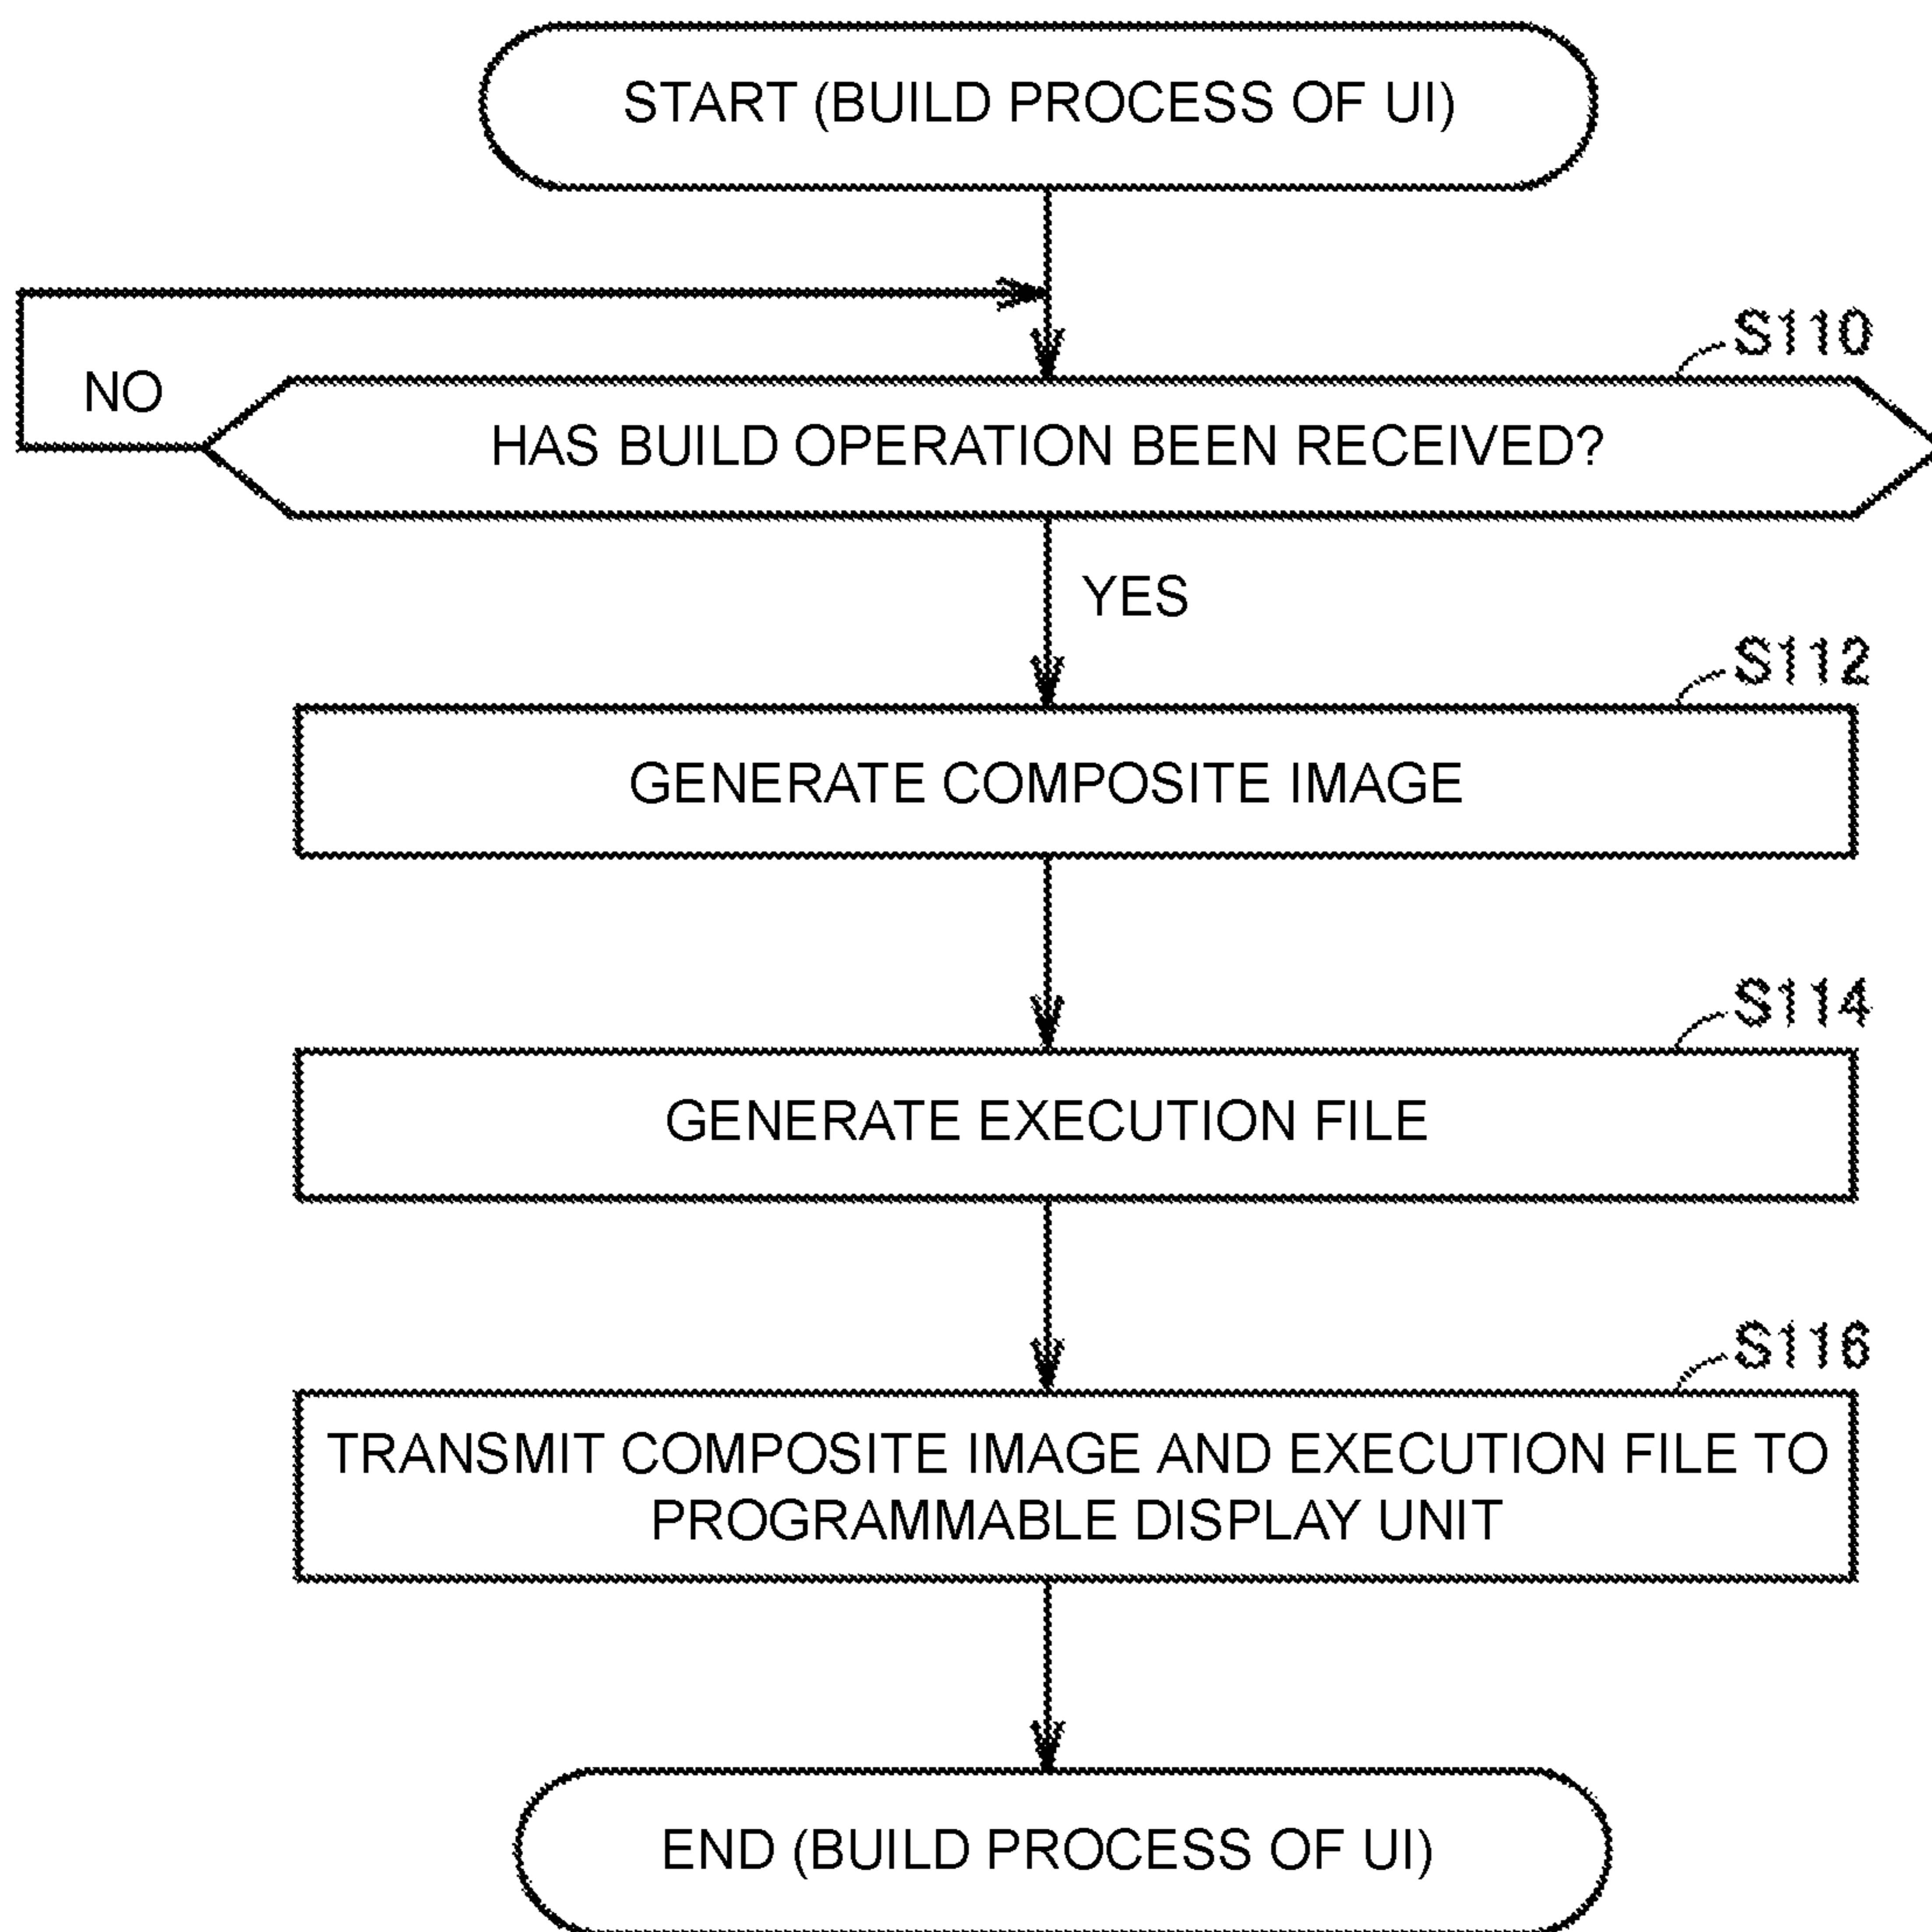 START (BUILD PROCESS OF UI)
S110
NO
HAS BUILD OPERATION BEEN RECEIVED?
YES
S112
GENERATE COMPOSITE IMAGE
S114
GENERATE EXECUTION FILE
S116
TRANSMIT COMPOSITE IMAGE AND EXECUTION FILE TO
PROGRAMMABLE DISPLAY UNIT
END (BUILD PROCESS OF UI)